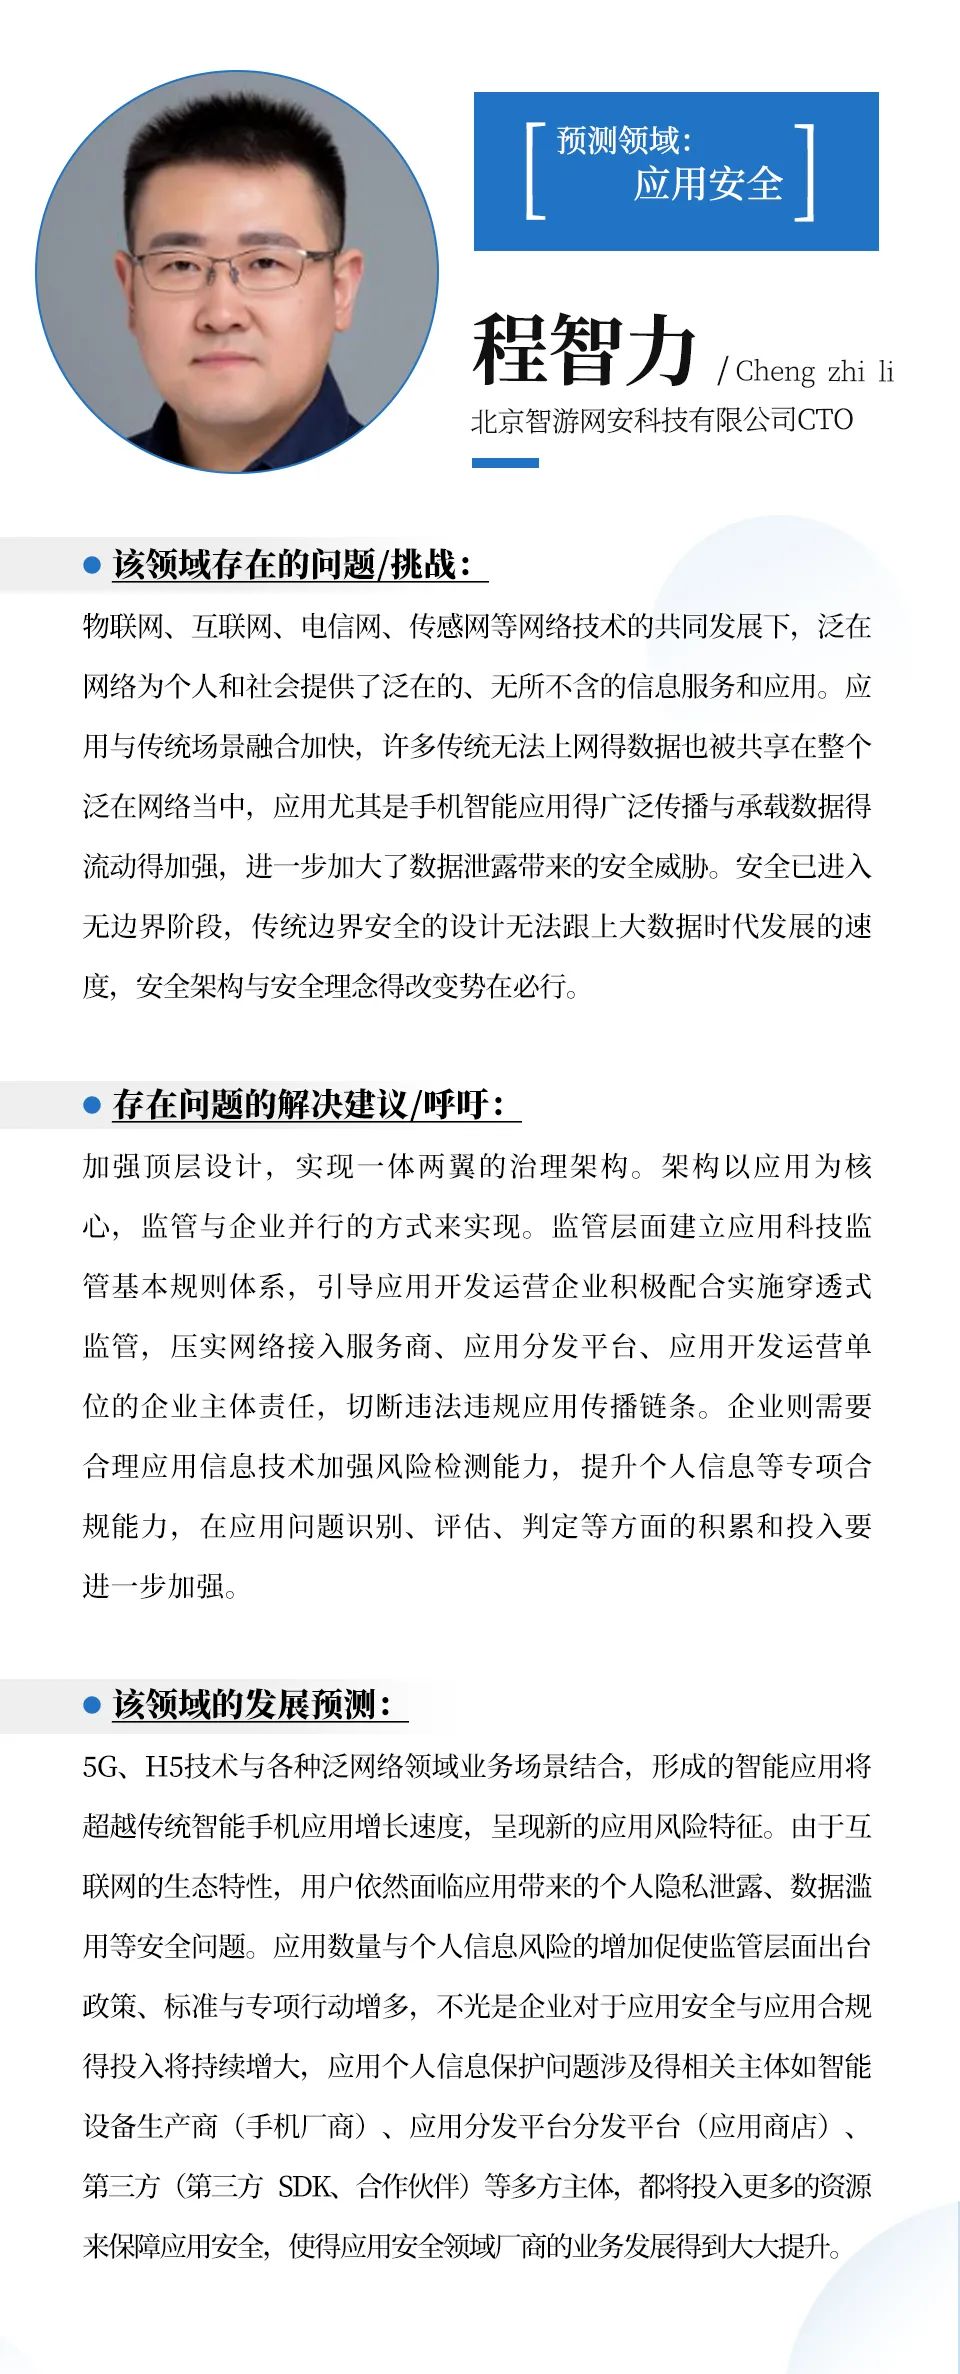 预测领域：
应用安全
程智力 / Cheng zhi li
北京智游网安科技有限公司CTO
该领域存在的问题/挑战：
物联网、互联网、电信网、传感网等网络技术的共同发展下，泛在
网络为个人和社会提供了泛在的、无所不含的信息服务和应用。应
用与传统场景融合加快，许多传统无法上网得数据也被共享在整个
泛在网络当中，应用尤其是手机智能应用得广泛传播与承载数据得
流动得加强，进一步加大了数据泄露带来的安全威胁。安全已进入
无边界阶段，传统边界安全的设计无法跟上大数据时代发展的速
度，安全架构与安全理念得改变势在必行。
存在问题的解决建议/呼吁：
加强顶层设计，实现一体两翼的治理架构。架构以应用为核
心，监管与企业并行的方式来实现。监管层面建立应用科技监
管基本规则体系，引导应用开发运营企业积极配合实施穿透式
监管，压实网络接入服务商、应用分发平台、应用开发运营单
位的企业主体责任，切断违法违规应用传播链条。企业则需要
合理应用信息技术加强风险检测能力，提升个人信息等专项合
规能力，在应用问题识别、评估、判定等方面的积累和投入要
进一步加强。
该领域的发展预测：
5G、H5技术与各种泛网络领域业务场景结合，形成的智能应用将
超越传统智能手机应用增长速度，呈现新的应用风险特征。由于互
联网的生态特性，用户依然面临应用带来的个人隐私泄露、数据滥
用等安全问题。应用数量与个人信息风险的增加促使监管层面出台
政策、标准与专项行动增多，不光是企业对于应用安全与应用合规
得投入将持续增大，应用个人信息保护问题涉及得相关主体如智能
设备生产商（手机厂商）、应用分发平台分发平台（应用商店）、
第三方（第三方 SDK、合作伙伴）等多方主体，都将投入更多的资源
来保障应用安全，使得应用安全领域厂商的业务发展得到大大提升。